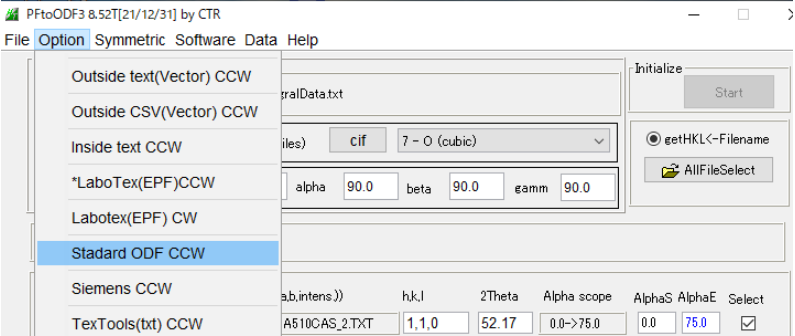 PFtoODF3 8.52T[21/12/31] by CTR
File Option Symmetric Software Data Help
Outside text(Vector) CCW
Outside CSV(Vector) CCW
Inside text CCW
*LaboTex(EPF)CCW
Labotex(EPF) CW
Stadard ODF CCW
Siemens CCW
TexTools(txt) CCW
gralData.txt
Initialize
Start
iles) cif 7 - O (cubic)
getHKL<-Filename
AllFileSelect
alpha 90.0 beta 90.0 gamm 90.0
a,b,intens.)) h,k,l 2Theta Alpha scope AlphaS AlphaE Select
A510CAS_2.TXT 1,1,0 52.17 0.0->75.0 0.0 75.0